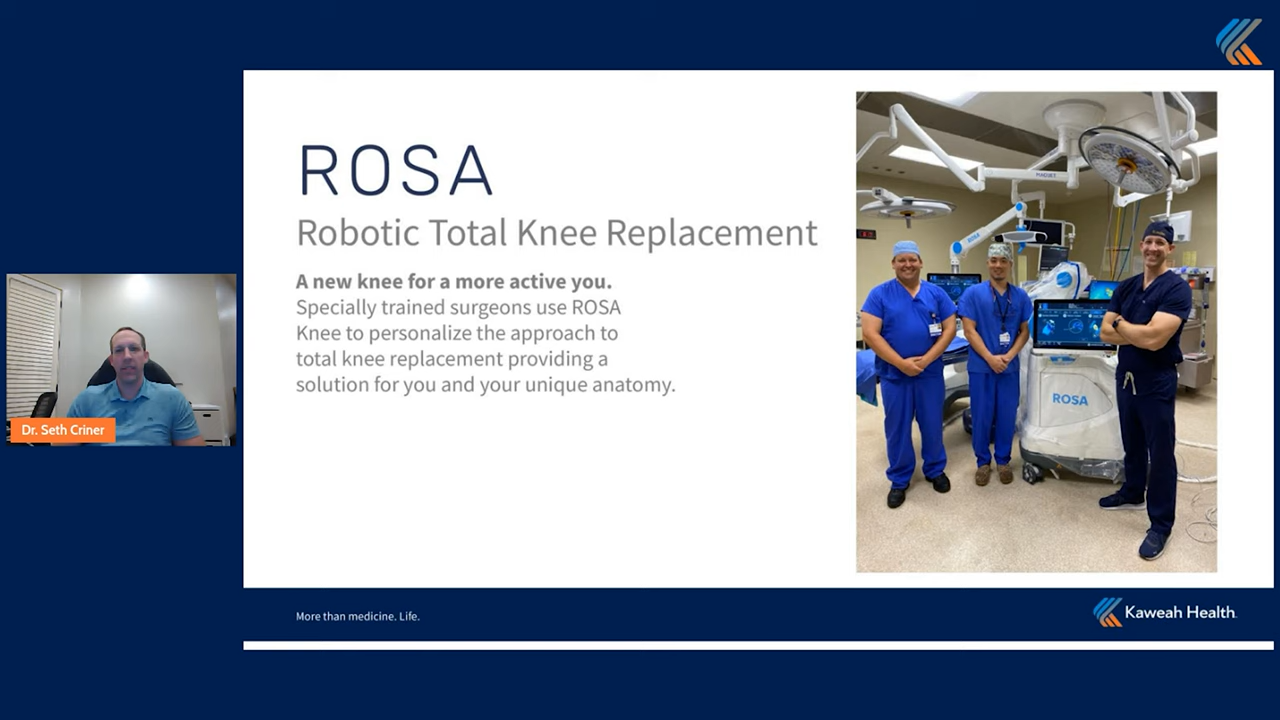 ROSA
Robotic Total Knee Replacement
A new knee for a more active you.
Specially trained surgeons use ROSA
Knee to personalize the approach to
total knee replacement providing a
solution for you and your unique anatomy.
ROSA
Dr. Seth Criner
More than medicine. Life.
Kaweah Health